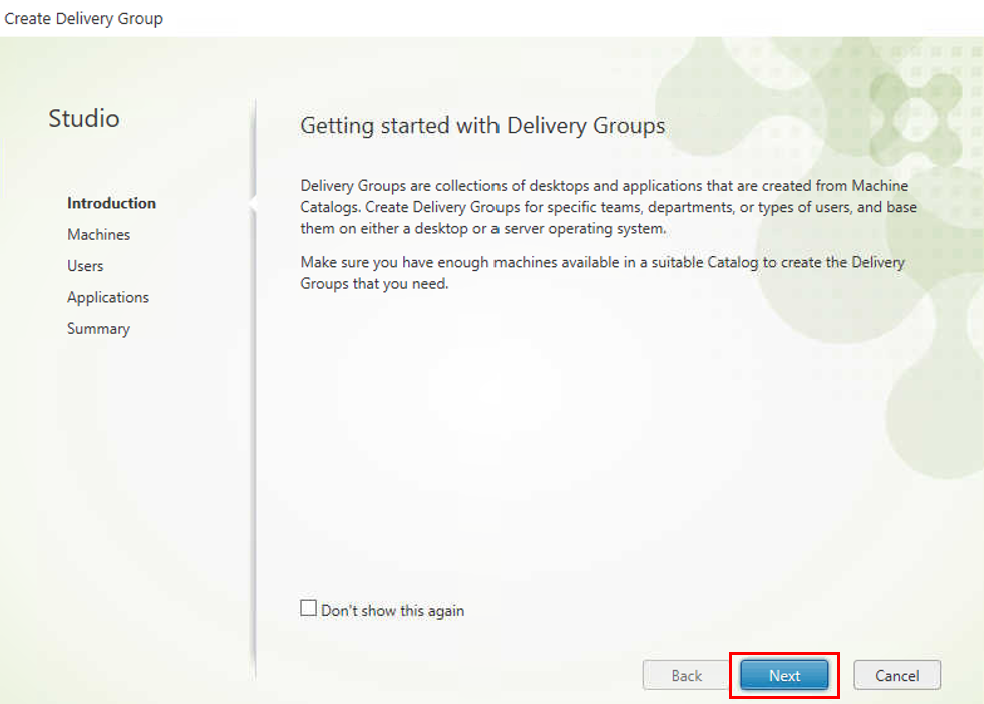 Create Delivery Group
Studio
Introduction
Machines
Users
Applications
Summary
Getting started with Delivery Groups
Delivery Groups are collections of desktops and applications that are created from Machine
Catalogs. Create Delivery Groups for specific teams, departments, or types of users, and base
them on either a desktop or a server operating system.
Make sure you have enough machines available in a suitable Catalog to create the Delivery
Groups that you need.
Don't show this again
Back
Next
Cancel